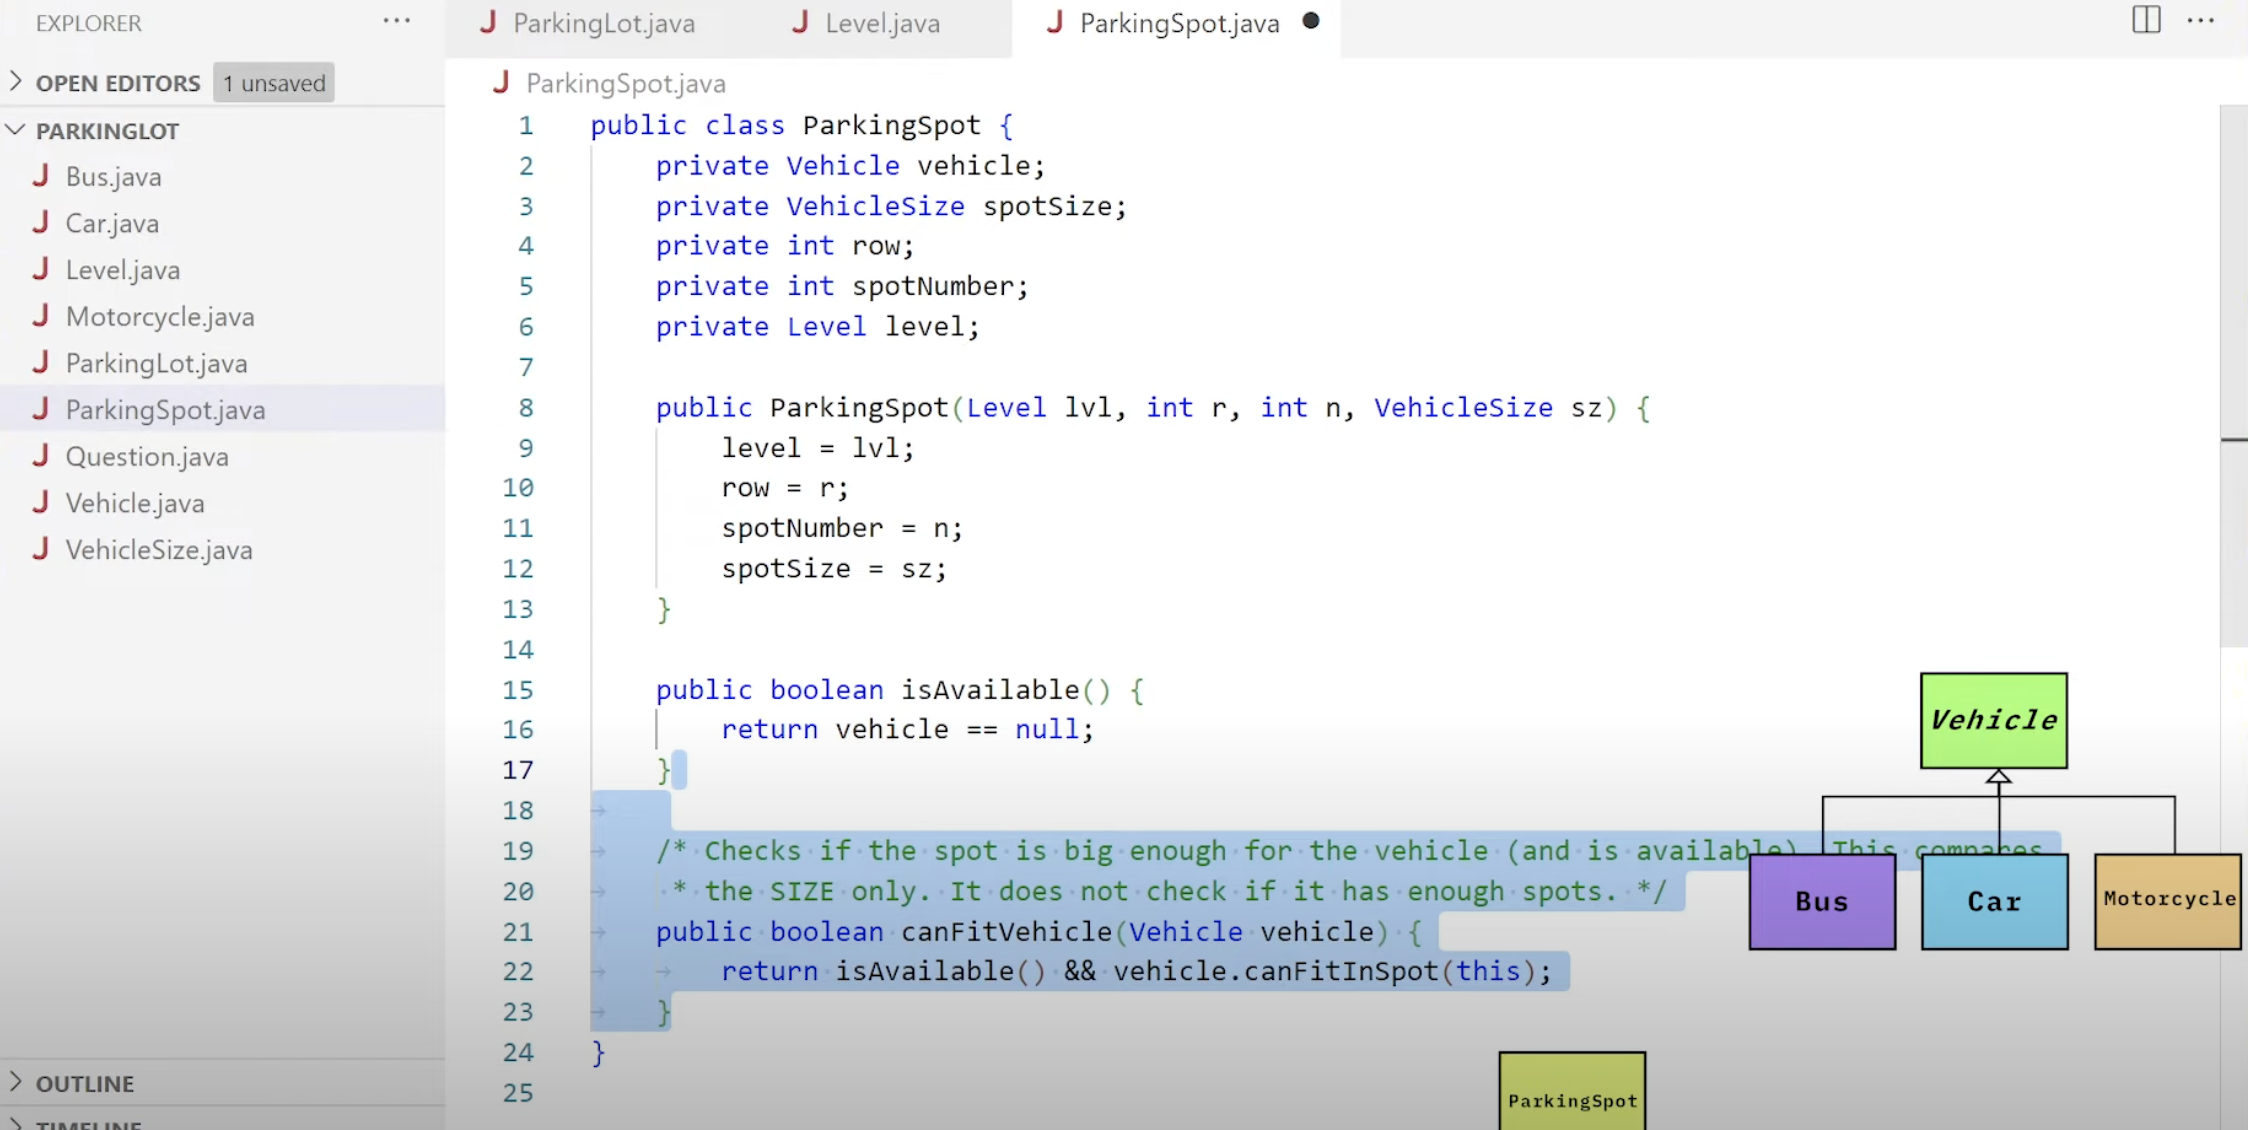 EXPLORER
OPEN EDITORS 1 unsaved
PARKINGLOT
Bus.java
Car.java
Level.java
Motorcycle.java
ParkingLot.java
ParkingSpot.java
Question.java
Vehicle.java
VehicleSize.java
OUTLINE
TIMELINE
ParkingLot.java
Level.java
ParkingSpot.java
ParkingSpot.java
1 public class ParkingSpot {
2 private Vehicle vehicle;
3 private VehicleSize spotSize;
4 private int row;
5 private int spotNumber;
6 private Level level;
7
8 public ParkingSpot(Level lvl, int r, int n, VehicleSize sz) {
9 level = lvl;
10 row = r;
11 spotNumber = n;
12 spotSize = sz;
13 }
14
15 public boolean isAvailable() {
16 return vehicle == null;
17 }
18
19 /* Checks if the spot is big enough for the vehicle (and is available). This compares
20 * the SIZE only. It does not check if it has enough spots. */
21 public boolean canFitVehicle(Vehicle vehicle) {
22 return isAvailable() && vehicle.canFitInSpot(this);
23 }
24 }
25
Vehicle
Bus
Car
Motorcycle
ParkingSpot